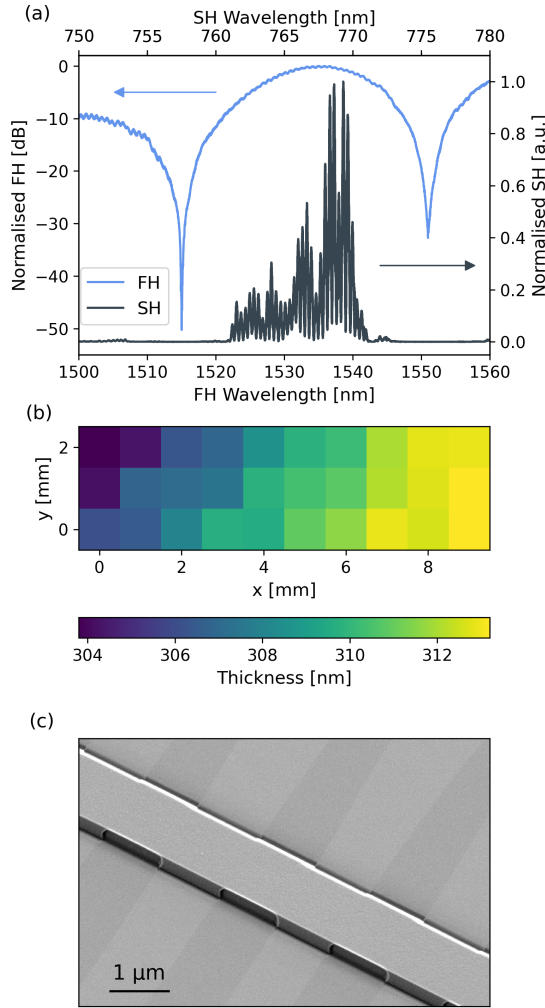 (a)
SH Wavelength [nm]
750 755 760 765 770 775 780
0
−10
−20
−30
−40
−50
Normalised FH [dB]
1.0
0.8
0.6
0.4
0.2
0.0
Normalised SH [a.u.]
FH
SH
1500 1510 1520 1530 1540 1550 1560
FH Wavelength [nm]
(b)
2
0
y [mm]
0 2 4 6 8
x [mm]
304 306 308 310 312
Thickness [nm]
(c)
1 μm